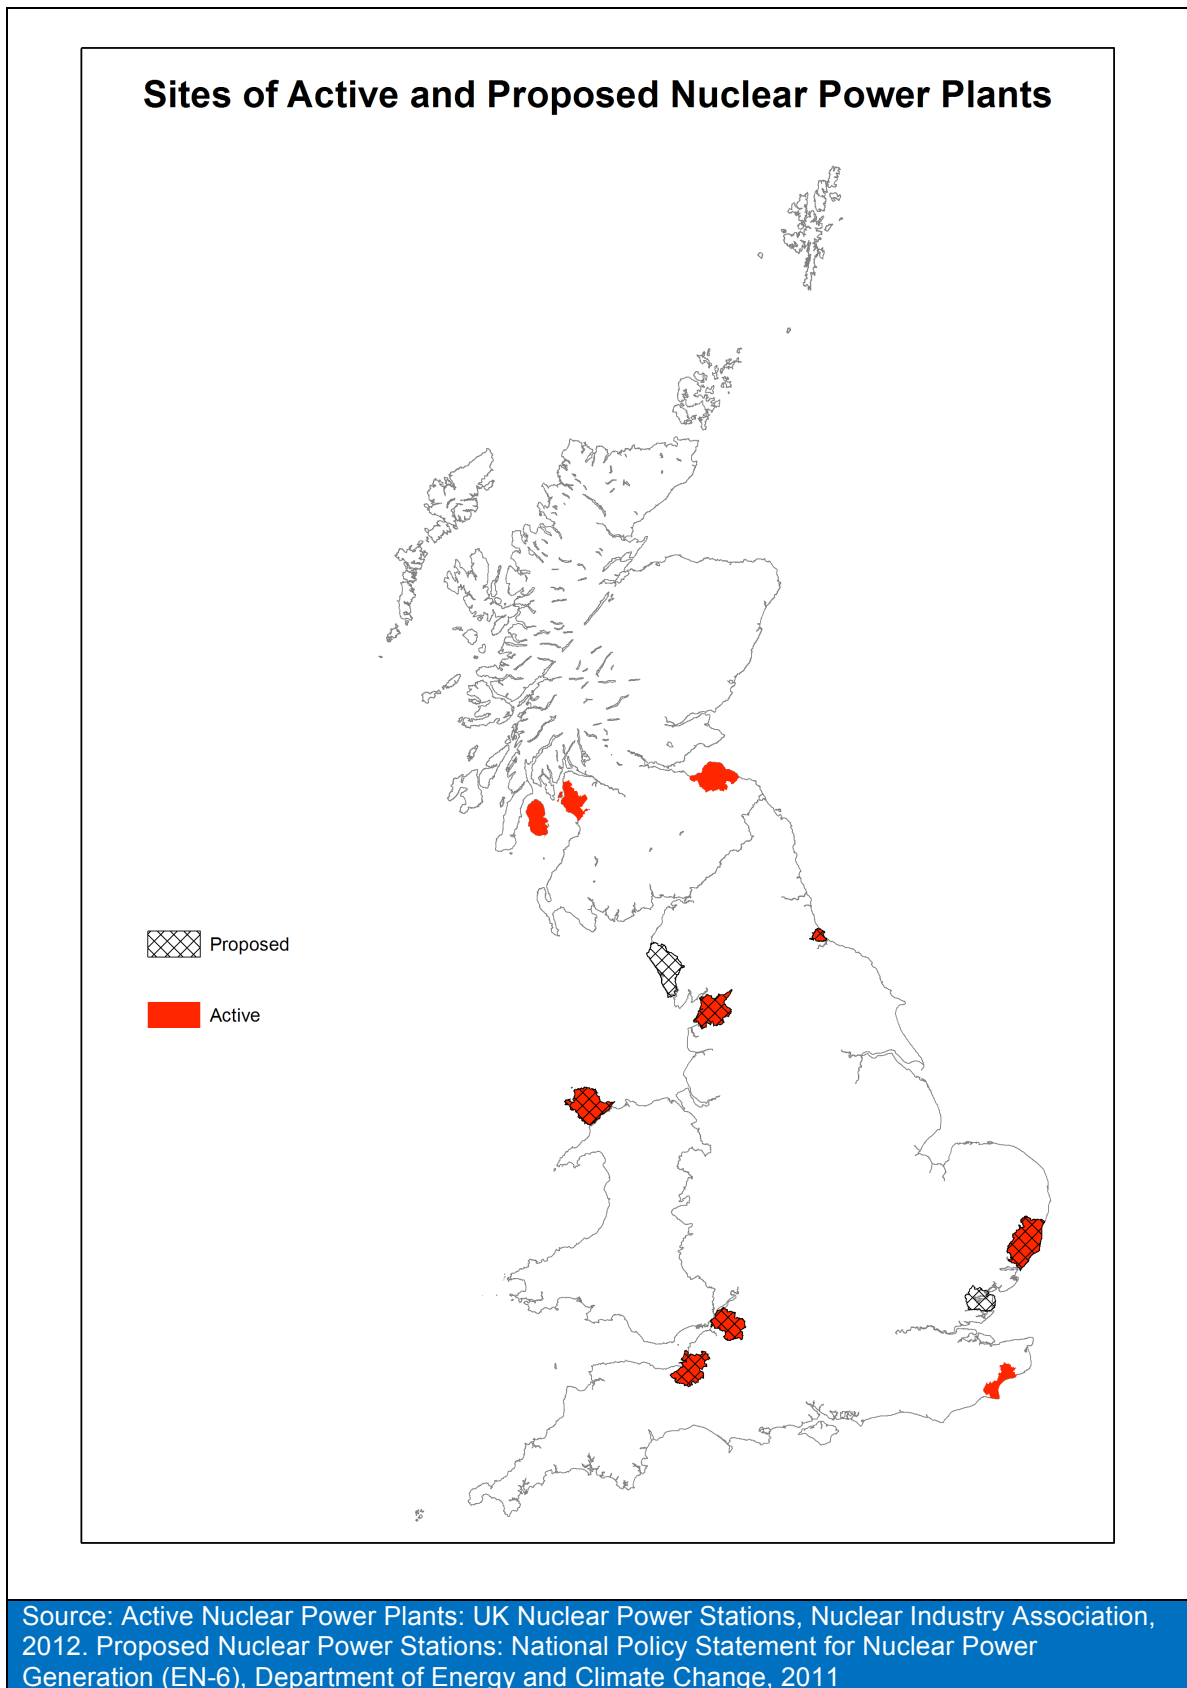 Sites of Active and Proposed Nuclear Power Plants
Proposed
Active
Source: Active Nuclear Power Plants: UK Nuclear Power Stations, Nuclear Industry Association,
2012. Proposed Nuclear Power Stations: National Policy Statement for Nuclear Power
Generation (EN-6), Department of Energy and Climate Change, 2011